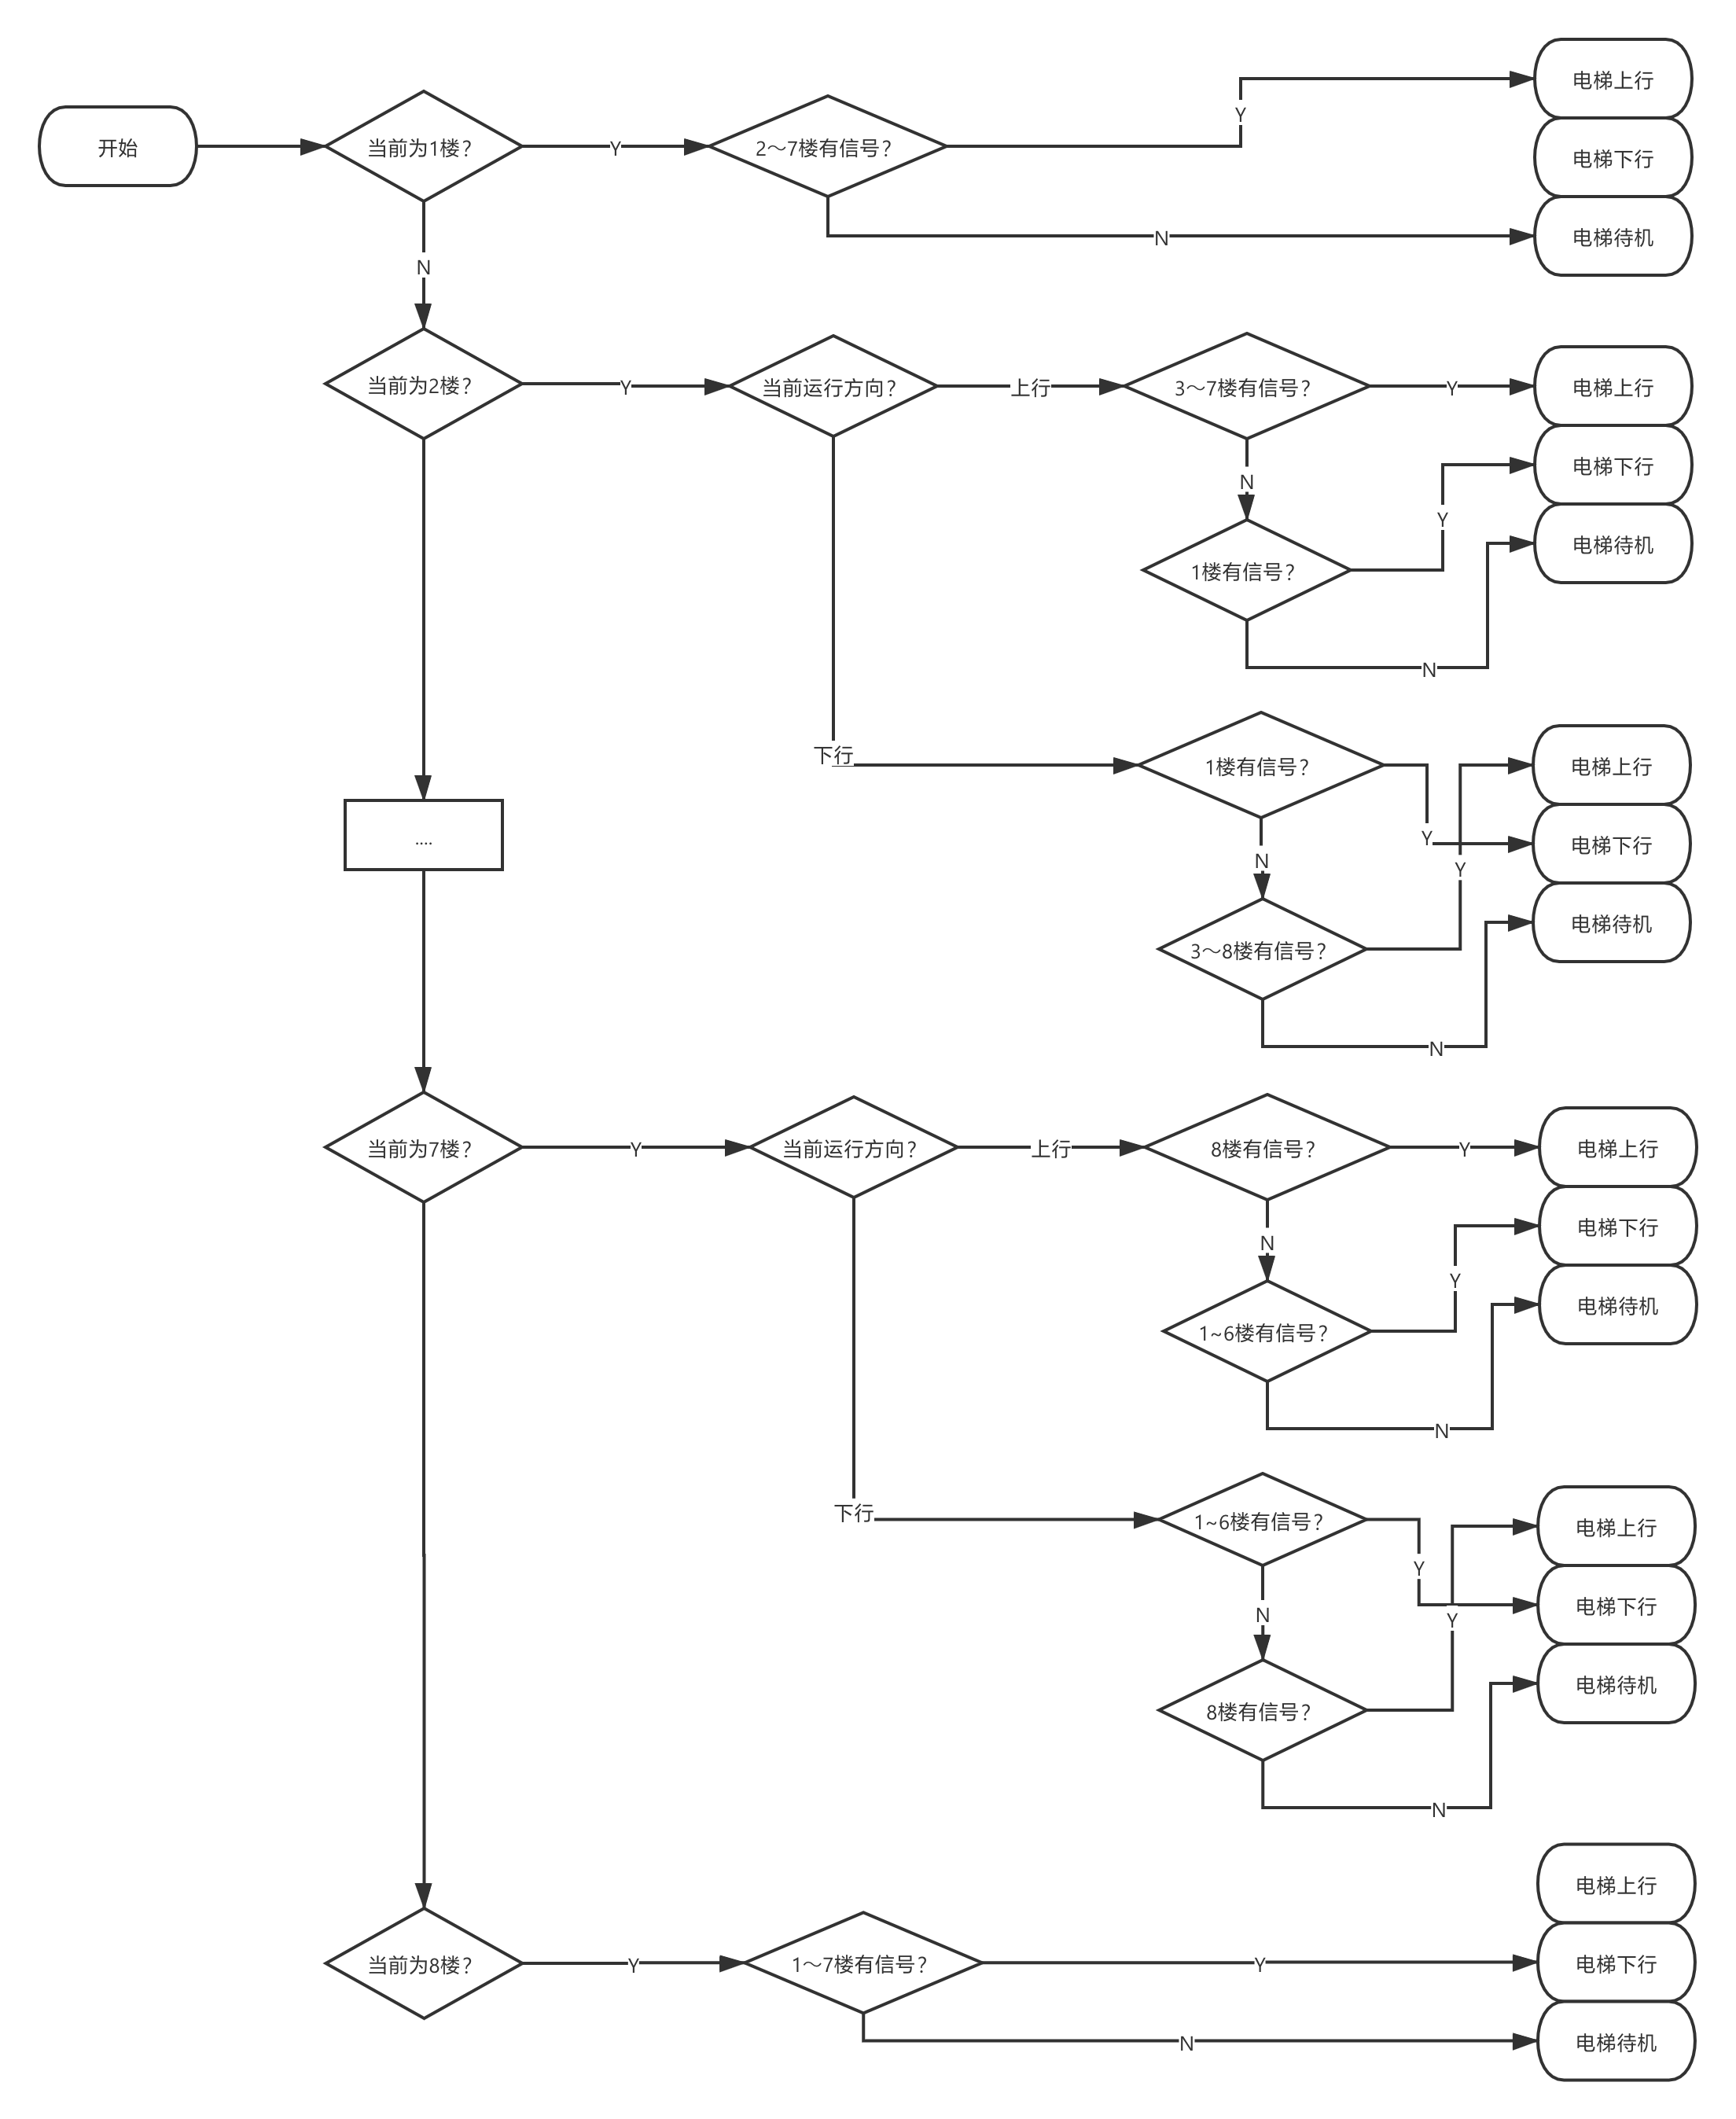 开始
当前为1楼?
Y
2～7楼有信号?
Y
电梯上行
电梯下行
N
电梯待机
N
当前为2楼?
Y
当前运行方向?
上行
3～7楼有信号?
Y
电梯上行
N
Y
电梯下行
1楼有信号?
电梯待机
N
下行
1楼有信号?
电梯上行
Y
电梯下行
N
Y
3～8楼有信号?
电梯待机
N
....
当前为7楼?
Y
当前运行方向?
上行
8楼有信号?
Y
电梯上行
N
Y
电梯下行
1~6楼有信号?
电梯待机
N
下行
1~6楼有信号?
电梯上行
Y
电梯下行
N
Y
8楼有信号?
电梯待机
N
电梯上行
当前为8楼?
Y
1～7楼有信号?
Y
电梯下行
N
电梯待机